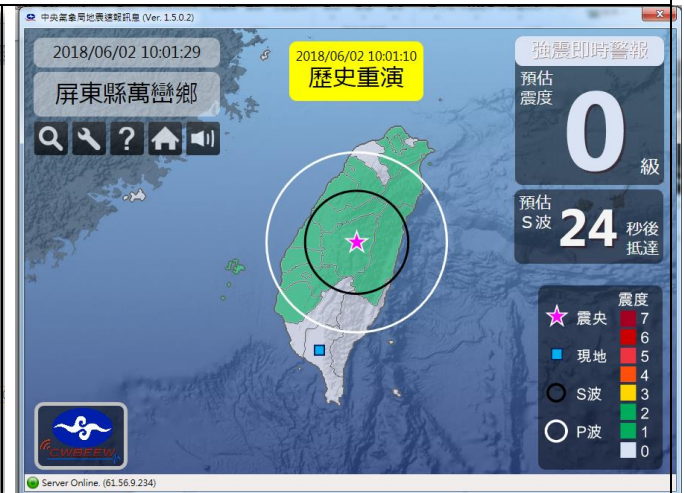 中央氣象局地震速報訊息 (Ver. 1.5.0.2)
2018/06/02 10:01:29
屏東縣萬巒鄉
2018/06/02 10:01:10
歷史重演
強震即時警報
預估
震度
0
級
預估
S波
24
秒後
抵達
震度
震央
現地
S波
P波
7
6
5
4
3
2
1
0
CWBEEW
Server Online. (61.56.9.234)